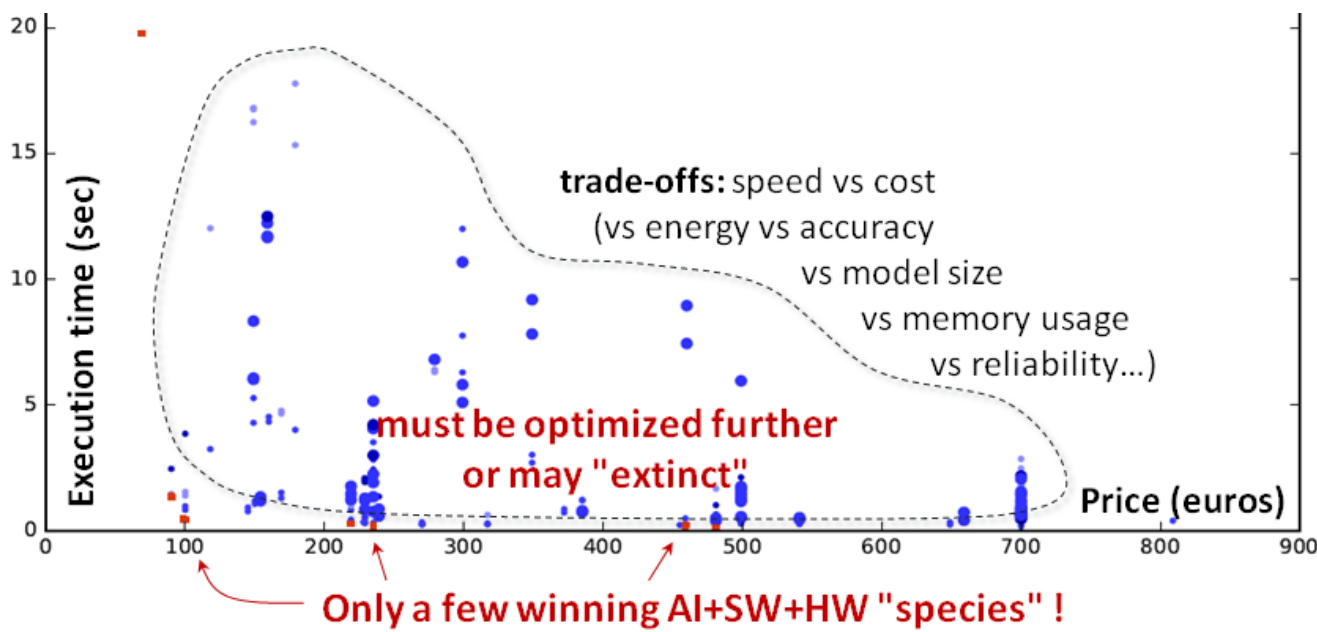 20
15
10
5
0
Execution time (sec)
trade-offs: speed vs cost
(vs energy vs accuracy
vs model size
vs memory usage
vs reliability...)
must be optimized further
or may "extinct"
Price (euros)
0 100 200 300 400 500 600 700 800 900
Only a few winning AI+SW+HW "species" !